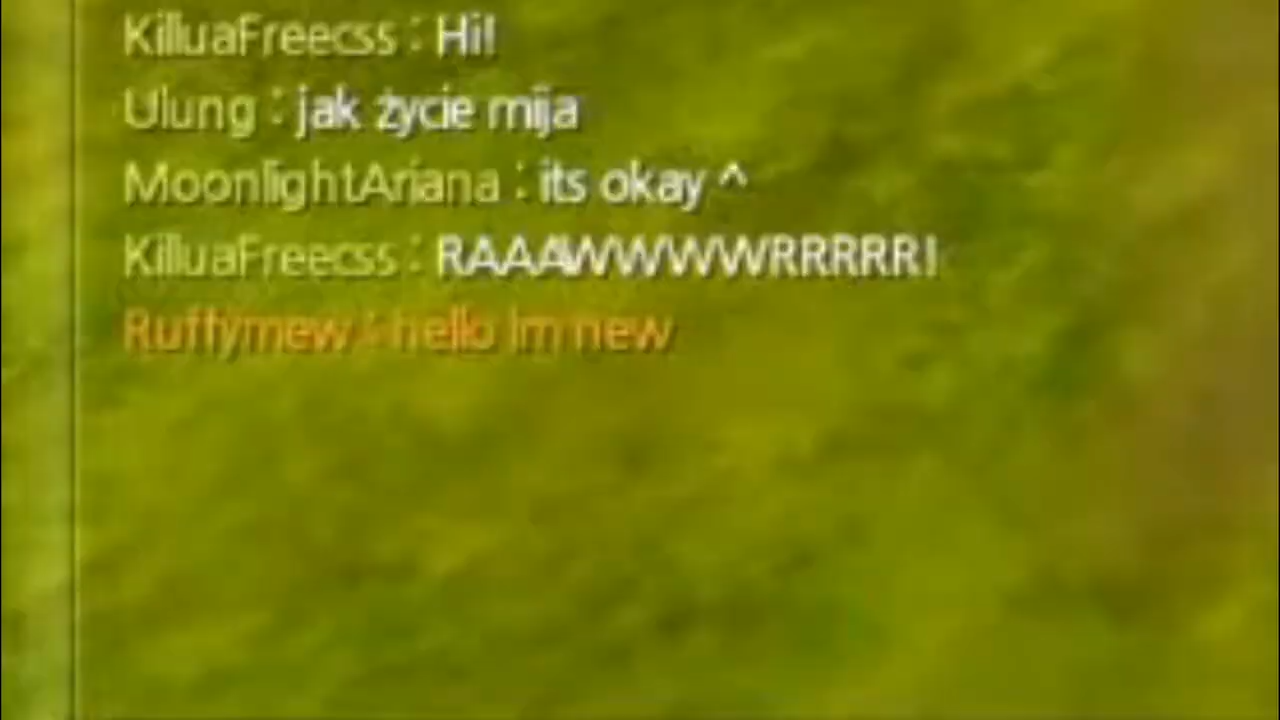 KilluaFreecss : Hi!
Ulung : jak życie mija
MoonlightAriana : its okay ^
KilluaFreecss : RAAAWWWWRRRRR!
Ruffymew : hello Im new